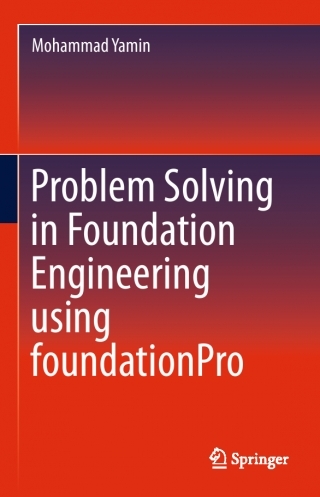 Mohammad Yamin
Problem Solving
in Foundation
Engineering
using
foundationPro
Springer